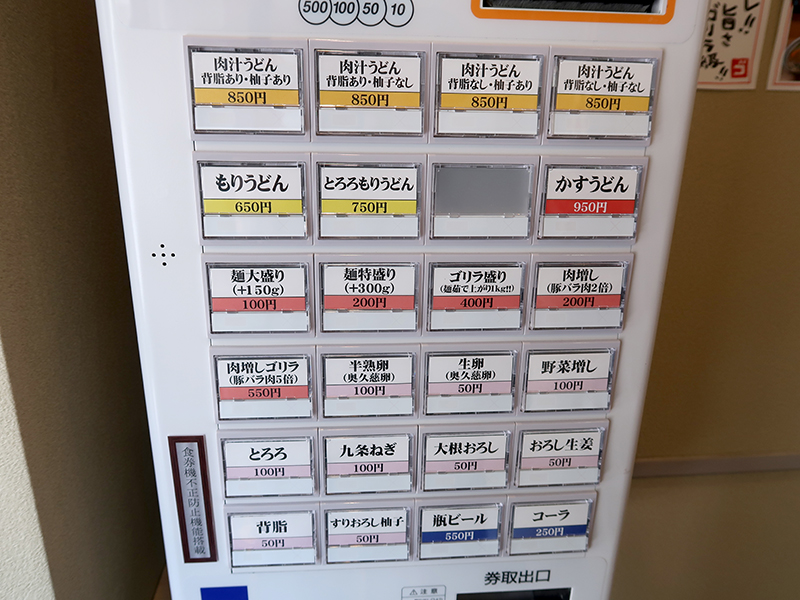 500 100 50 10
肉汁うどん
背脂あり・柚子あり
850円
肉汁うどん
背脂あり・柚子なし
850円
肉汁うどん
背脂なし・柚子あり
850円
肉汁うどん
背脂なし・柚子なし
850円
もりうどん
650円
とろろもりうどん
750円
かすうどん
950円
麺大盛り
(+150g)
100円
麺特盛り
(+300g)
200円
ゴリラ盛り
(麺茹で上がり1kg!!)
400円
肉増し
(豚バラ肉2倍)
200円
肉増しゴリラ
(豚バラ肉5倍)
550円
半熟卵
(奥久慈卵)
100円
生卵
(奥久慈卵)
50円
野菜増し
100円
とろろ
100円
九条ねぎ
100円
大根おろし
50円
おろし生姜
50円
背脂
50円
すりおろし柚子
50円
瓶ビール
550円
コーラ
250円
食券機不正防止機能搭載
注意
券取出口